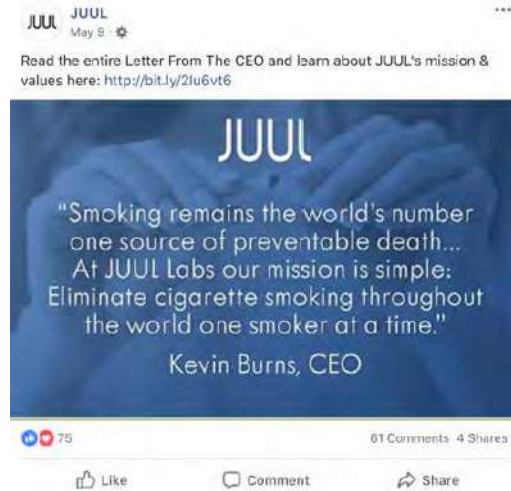 JUUL
JUUL
May 9
Read the entire Letter From The CEO and learn about JUUL's mission &
values here: http://bit.ly/2Iu6vt6
JUUL
"Smoking remains the world's number
one source of preventable death...
At JUUL Labs our mission is simple:
Eliminate cigarette smoking throughout
the world one smoker at a time."
Kevin Burns, CEO
75
61 Comments 4 Shares
Like Comment Share